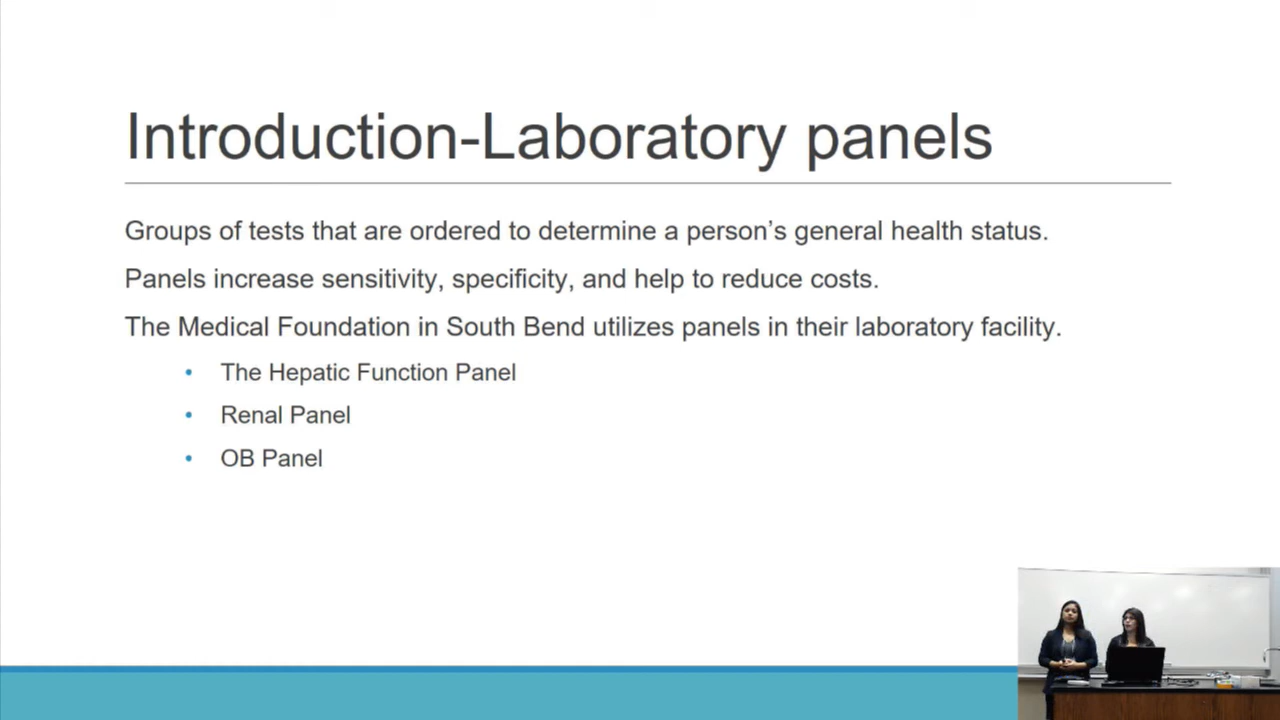 Introduction-Laboratory panels
Groups of tests that are ordered to determine a person’s general health status.
Panels increase sensitivity, specificity, and help to reduce costs.
The Medical Foundation in South Bend utilizes panels in their laboratory facility.
• The Hepatic Function Panel
• Renal Panel
• OB Panel